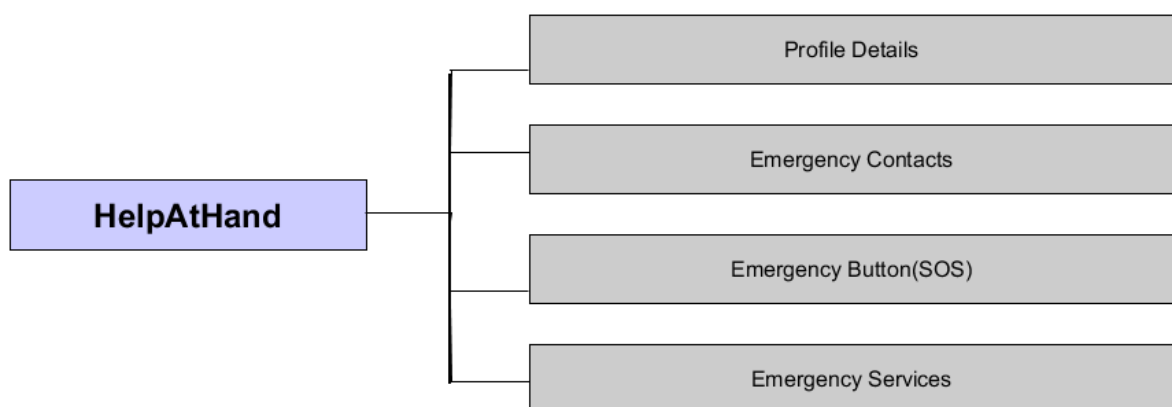 Profile Details
Emergency Contacts
HelpAtHand
Emergency Button(SOS)
Emergency Services